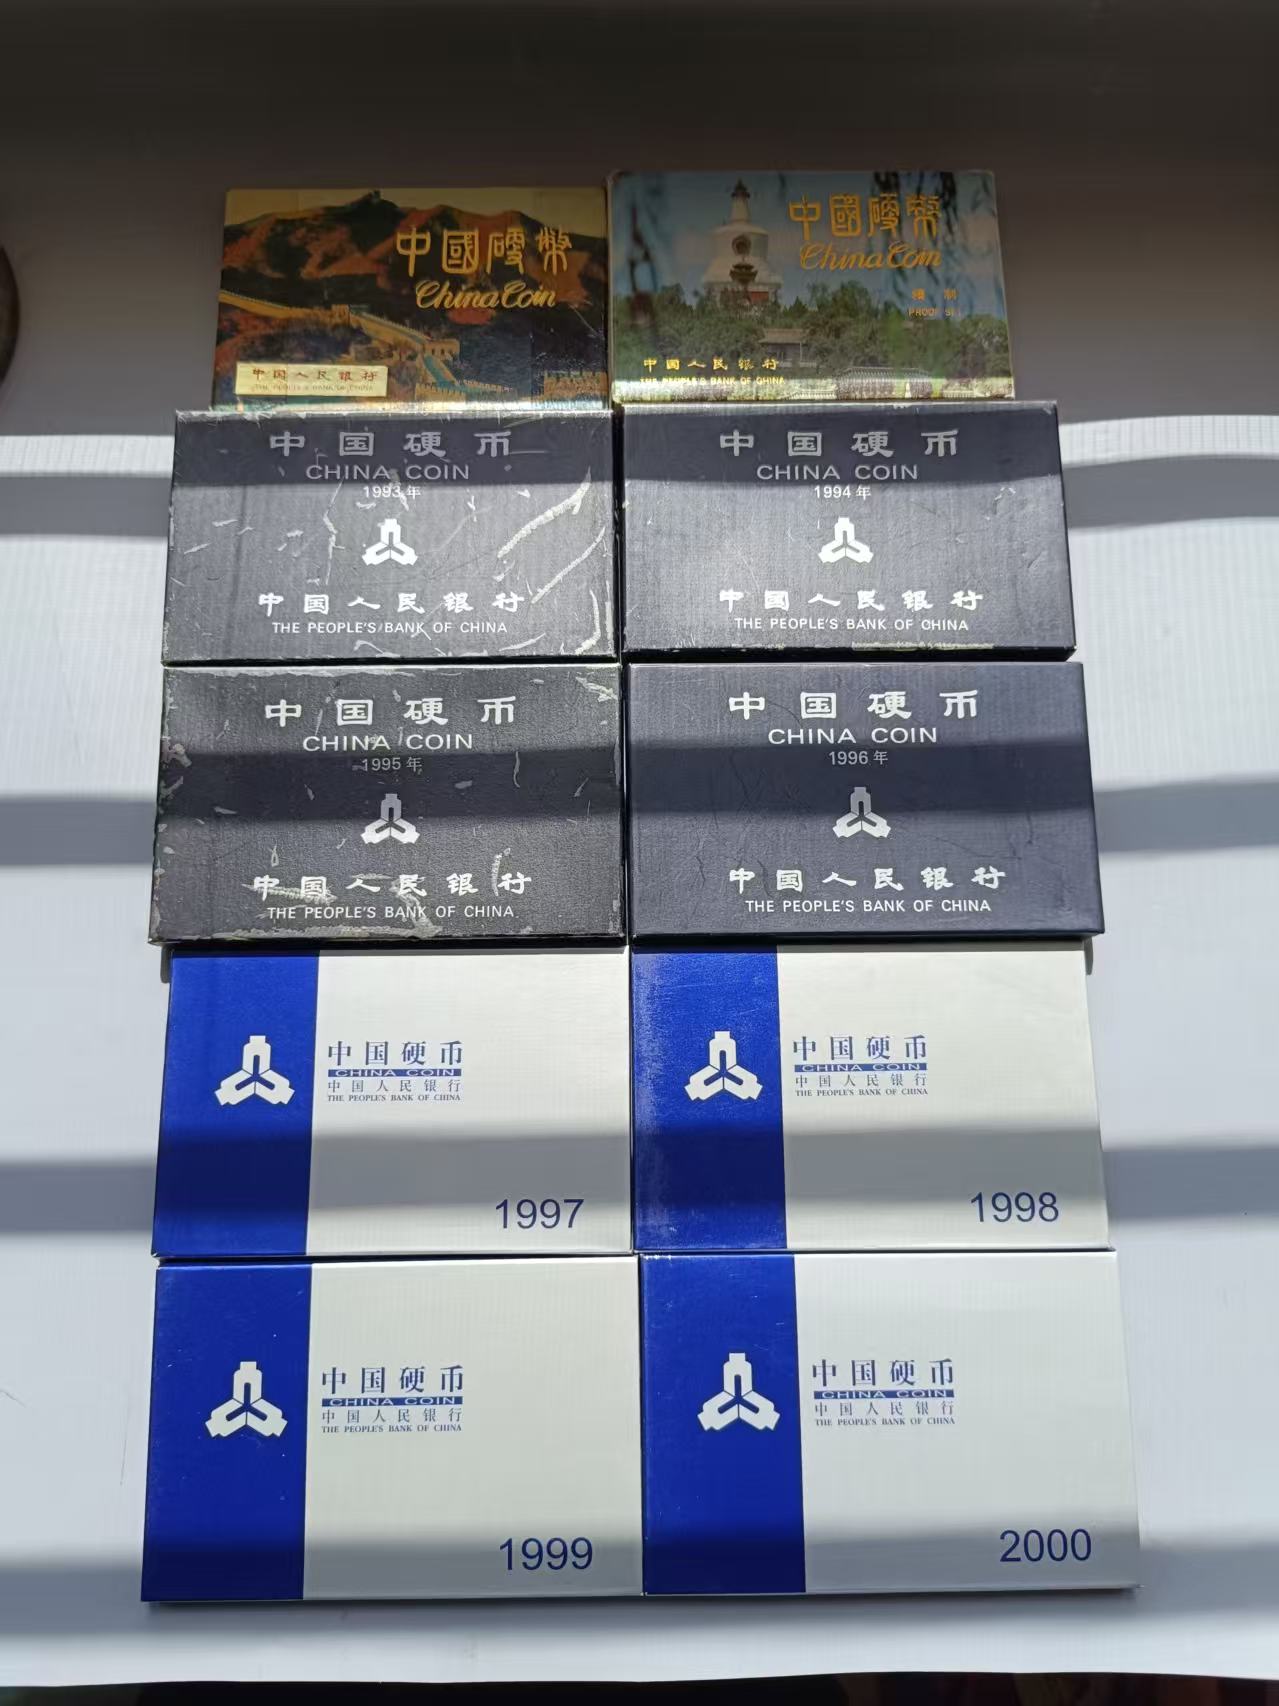 中國硬幣
China Coin
中国人民银行
THE PEOPLE'S BANK OF CHINA
中國硬幣
China Coin
精制
PROOF SET
中国人民银行
THE PEOPLE'S BANK OF CHINA
中国硬币
CHINA COIN
1993年
中国人民银行
THE PEOPLE'S BANK OF CHINA
中国硬币
CHINA COIN
1994年
中国人民银行
THE PEOPLE'S BANK OF CHINA
中国硬币
CHINA COIN
1995年
中国人民银行
THE PEOPLE'S BANK OF CHINA
中国硬币
CHINA COIN
1996年
中国人民银行
THE PEOPLE'S BANK OF CHINA
中国硬币
CHINA COIN
中国人民银行
THE PEOPLE'S BANK OF CHINA
1997
中国硬币
CHINA COIN
中国人民银行
THE PEOPLE'S BANK OF CHINA
1998
中国硬币
CHINA COIN
中国人民银行
THE PEOPLE'S BANK OF CHINA
1999
中国硬币
CHINA COIN
中国人民银行
THE PEOPLE'S BANK OF CHINA
2000